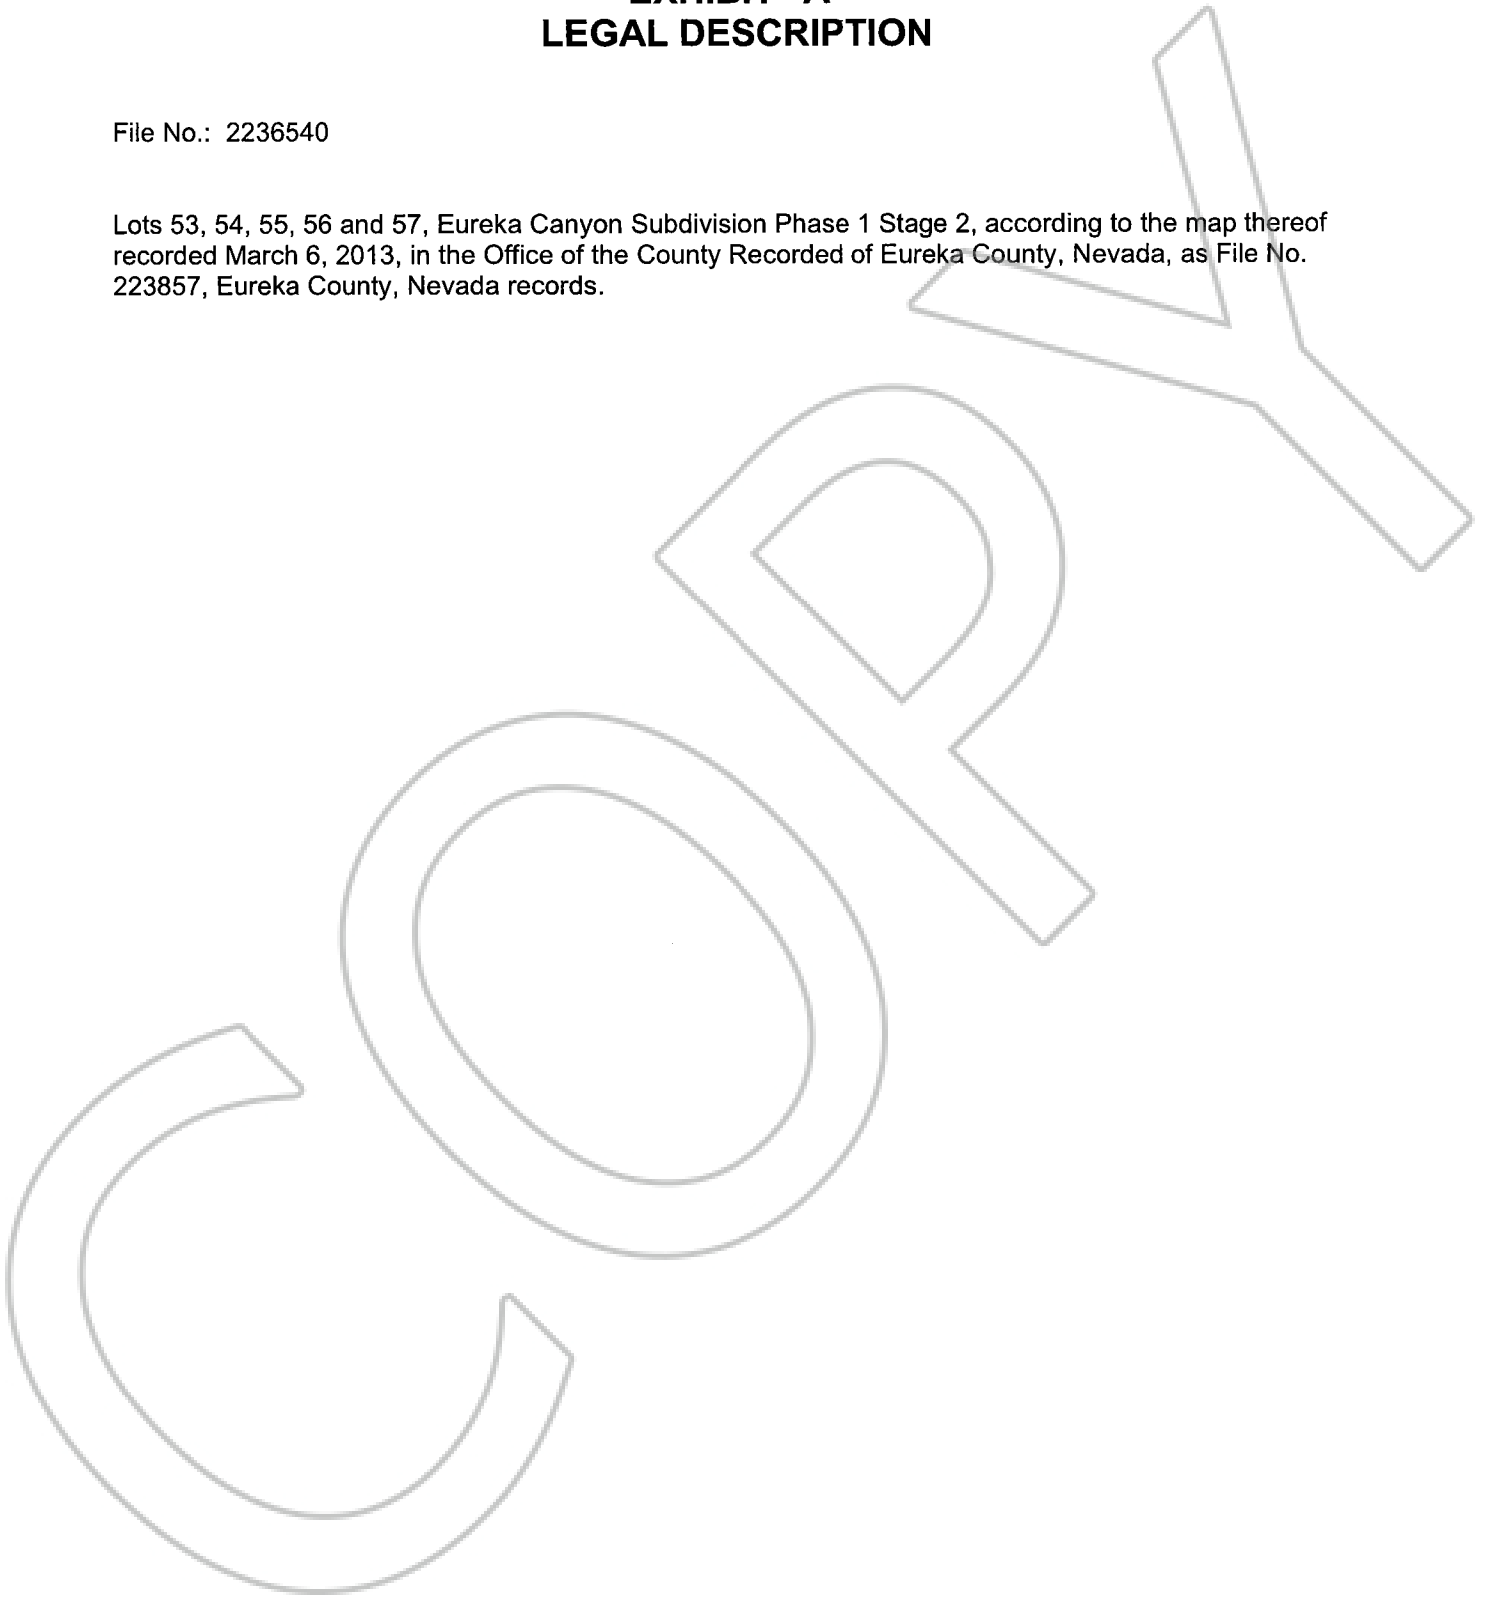 EXHIBIT "A"
LEGAL DESCRIPTION
File No.: 2236540
Lots 53, 54, 55, 56 and 57, Eureka Canyon Subdivision Phase 1 Stage 2, according to the map thereof
recorded March 6, 2013, in the Office of the County Recorded of Eureka County, Nevada, as File No.
223857, Eureka County, Nevada records.
COPY